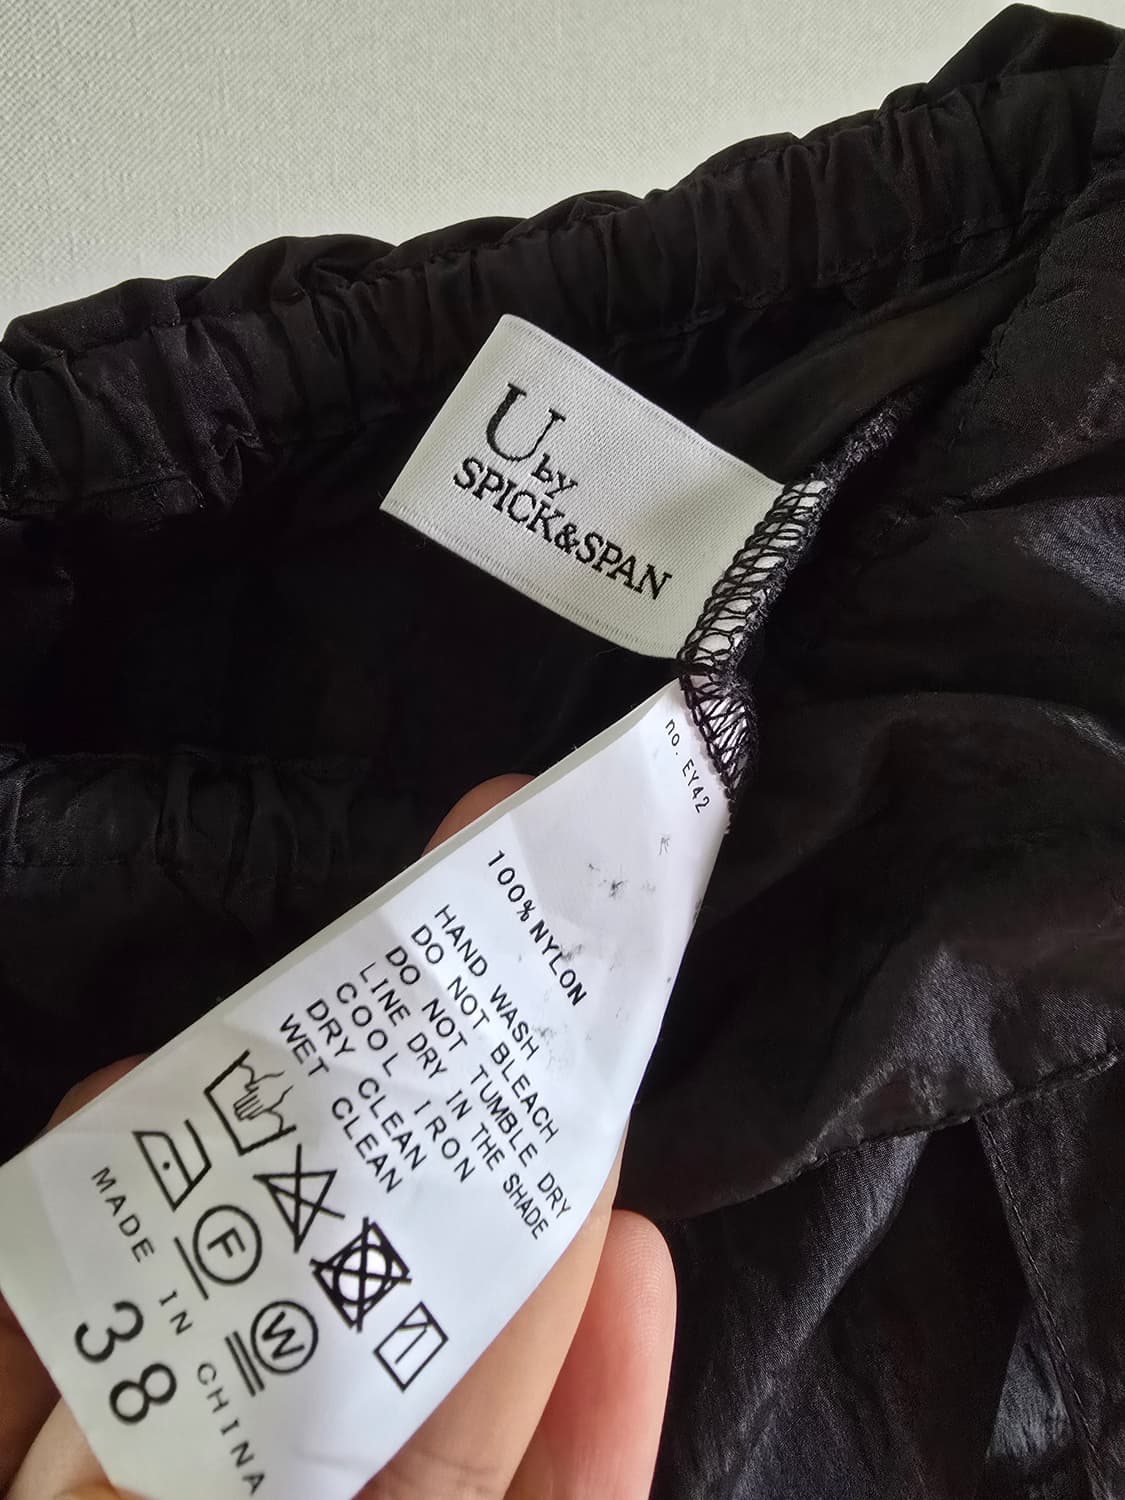 U
by
SPICK&SPAN
no. EY42
100% NYLON
HAND WASH
DO NOT BLEACH
DO NOT TUMBLE DRY
LINE DRY IN THE SHADE
COOL IRON
DRY CLEAN
WET CLEAN
F
W
MADE IN CHINA
38